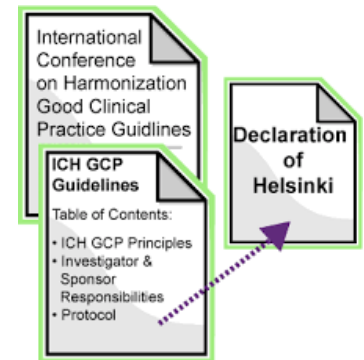 International
Conference
on Harmonization
Good Clinical
Practice Guidlines
ICH GCP
Guidelines
Table of Contents:
• ICH GCP Principles
• Investigator &
Sponsor
Responsibilities
• Protocol
Declaration
of
Helsinki